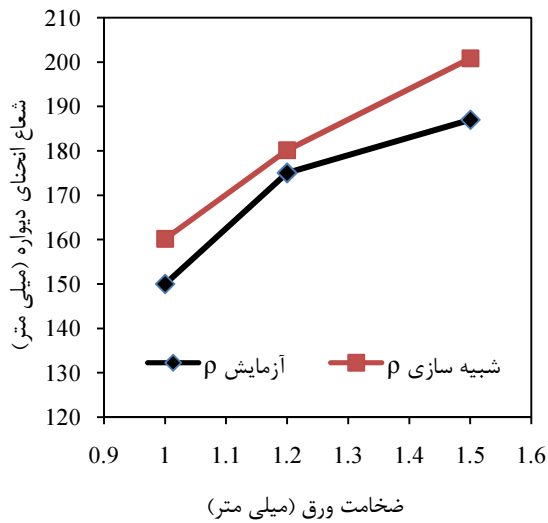 210
200
190
180
170
160
150
140
130
120
شعاع انحنای دیواره (میلی متر)
آزمایش ρ
شبیه سازی ρ
0.9 1 1.1 1.2 1.3 1.4 1.5 1.6
ضخامت ورق (میلی متر)